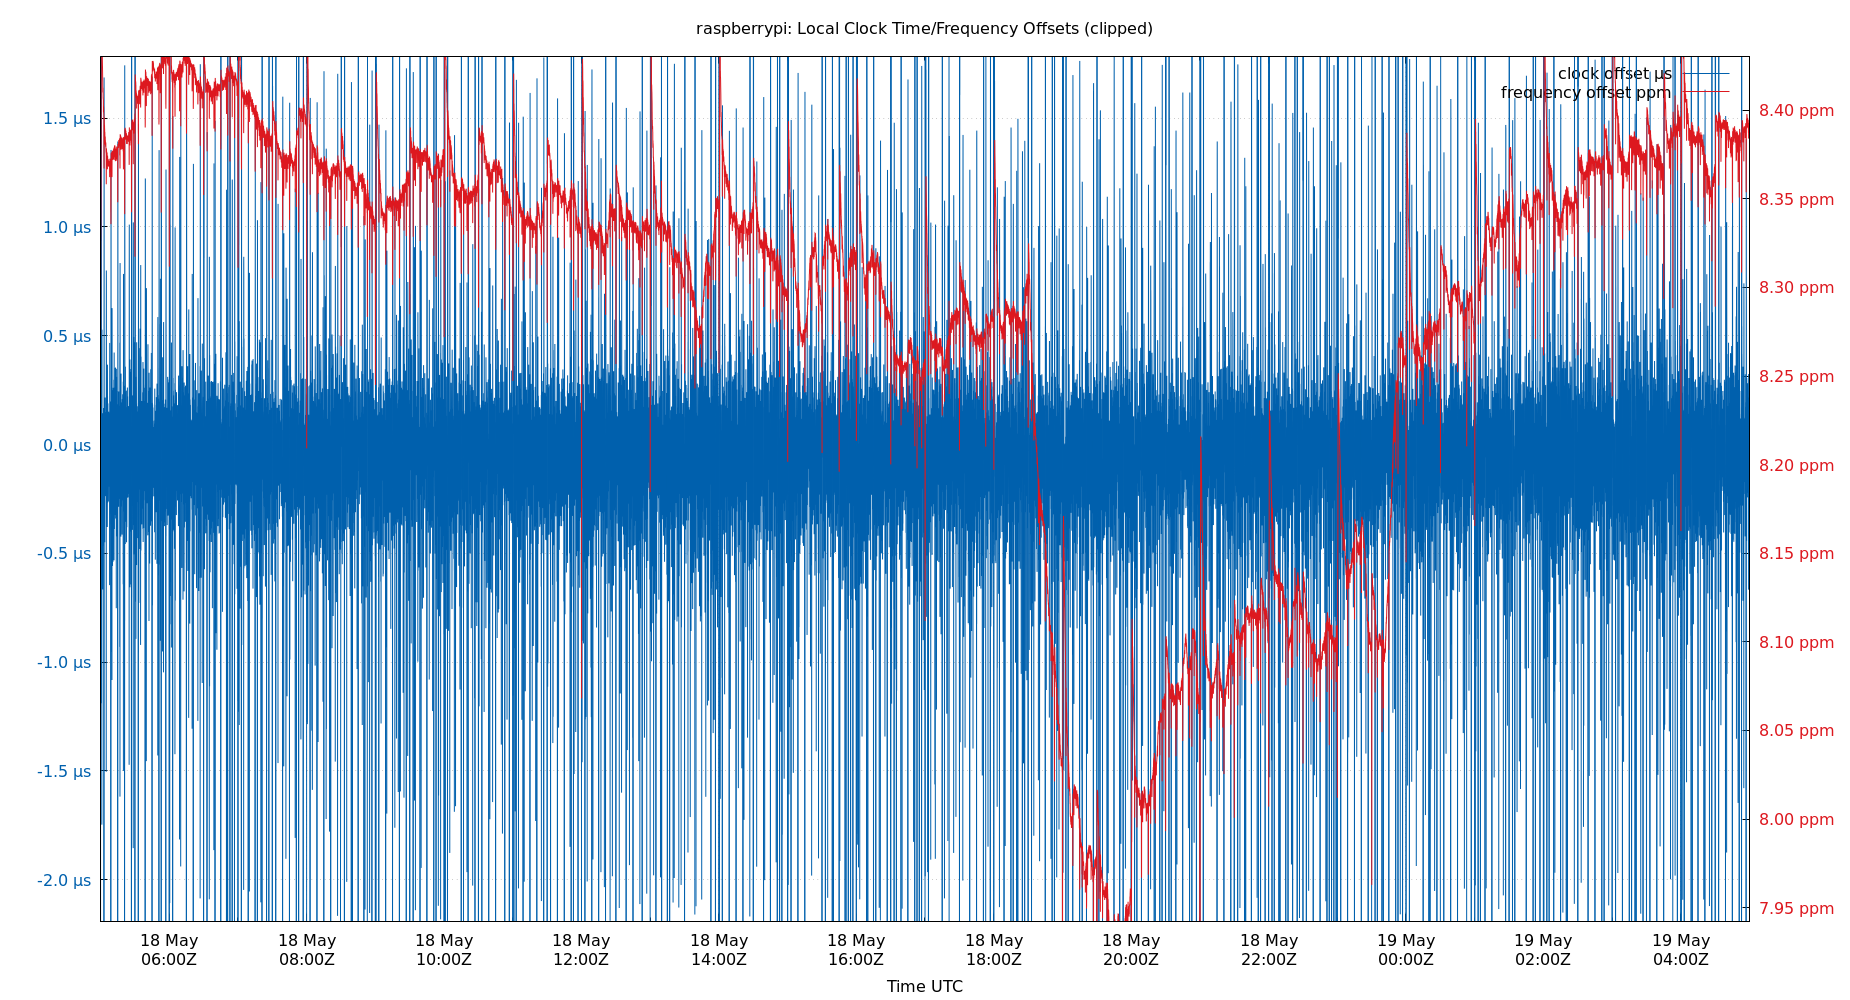 raspberrypi: Local Clock Time/Frequency Offsets (clipped)
clock offset µs
frequency offset ppm
1.5 µs
1.0 µs
0.5 µs
0.0 µs
-0.5 µs
-1.0 µs
-1.5 µs
-2.0 µs
8.40 ppm
8.35 ppm
8.30 ppm
8.25 ppm
8.20 ppm
8.15 ppm
8.10 ppm
8.05 ppm
8.00 ppm
7.95 ppm
18 May 18 May 18 May 18 May 18 May 18 May 18 May 18 May 18 May 19 May 19 May 19 May
06:00Z 08:00Z 10:00Z 12:00Z 14:00Z 16:00Z 18:00Z 20:00Z 22:00Z 00:00Z 02:00Z 04:00Z
Time UTC